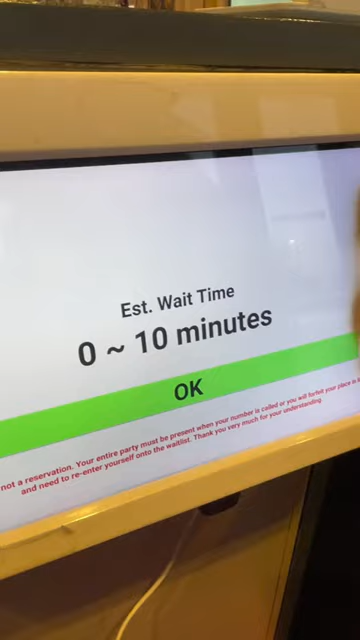 Est. Wait Time
0 ~ 10 minutes
OK
not a reservation. Your entire party must be present when your number is called or you will forfeit your place in
and need to re-enter yourself onto the waitlist. Thank you very much for your understanding.